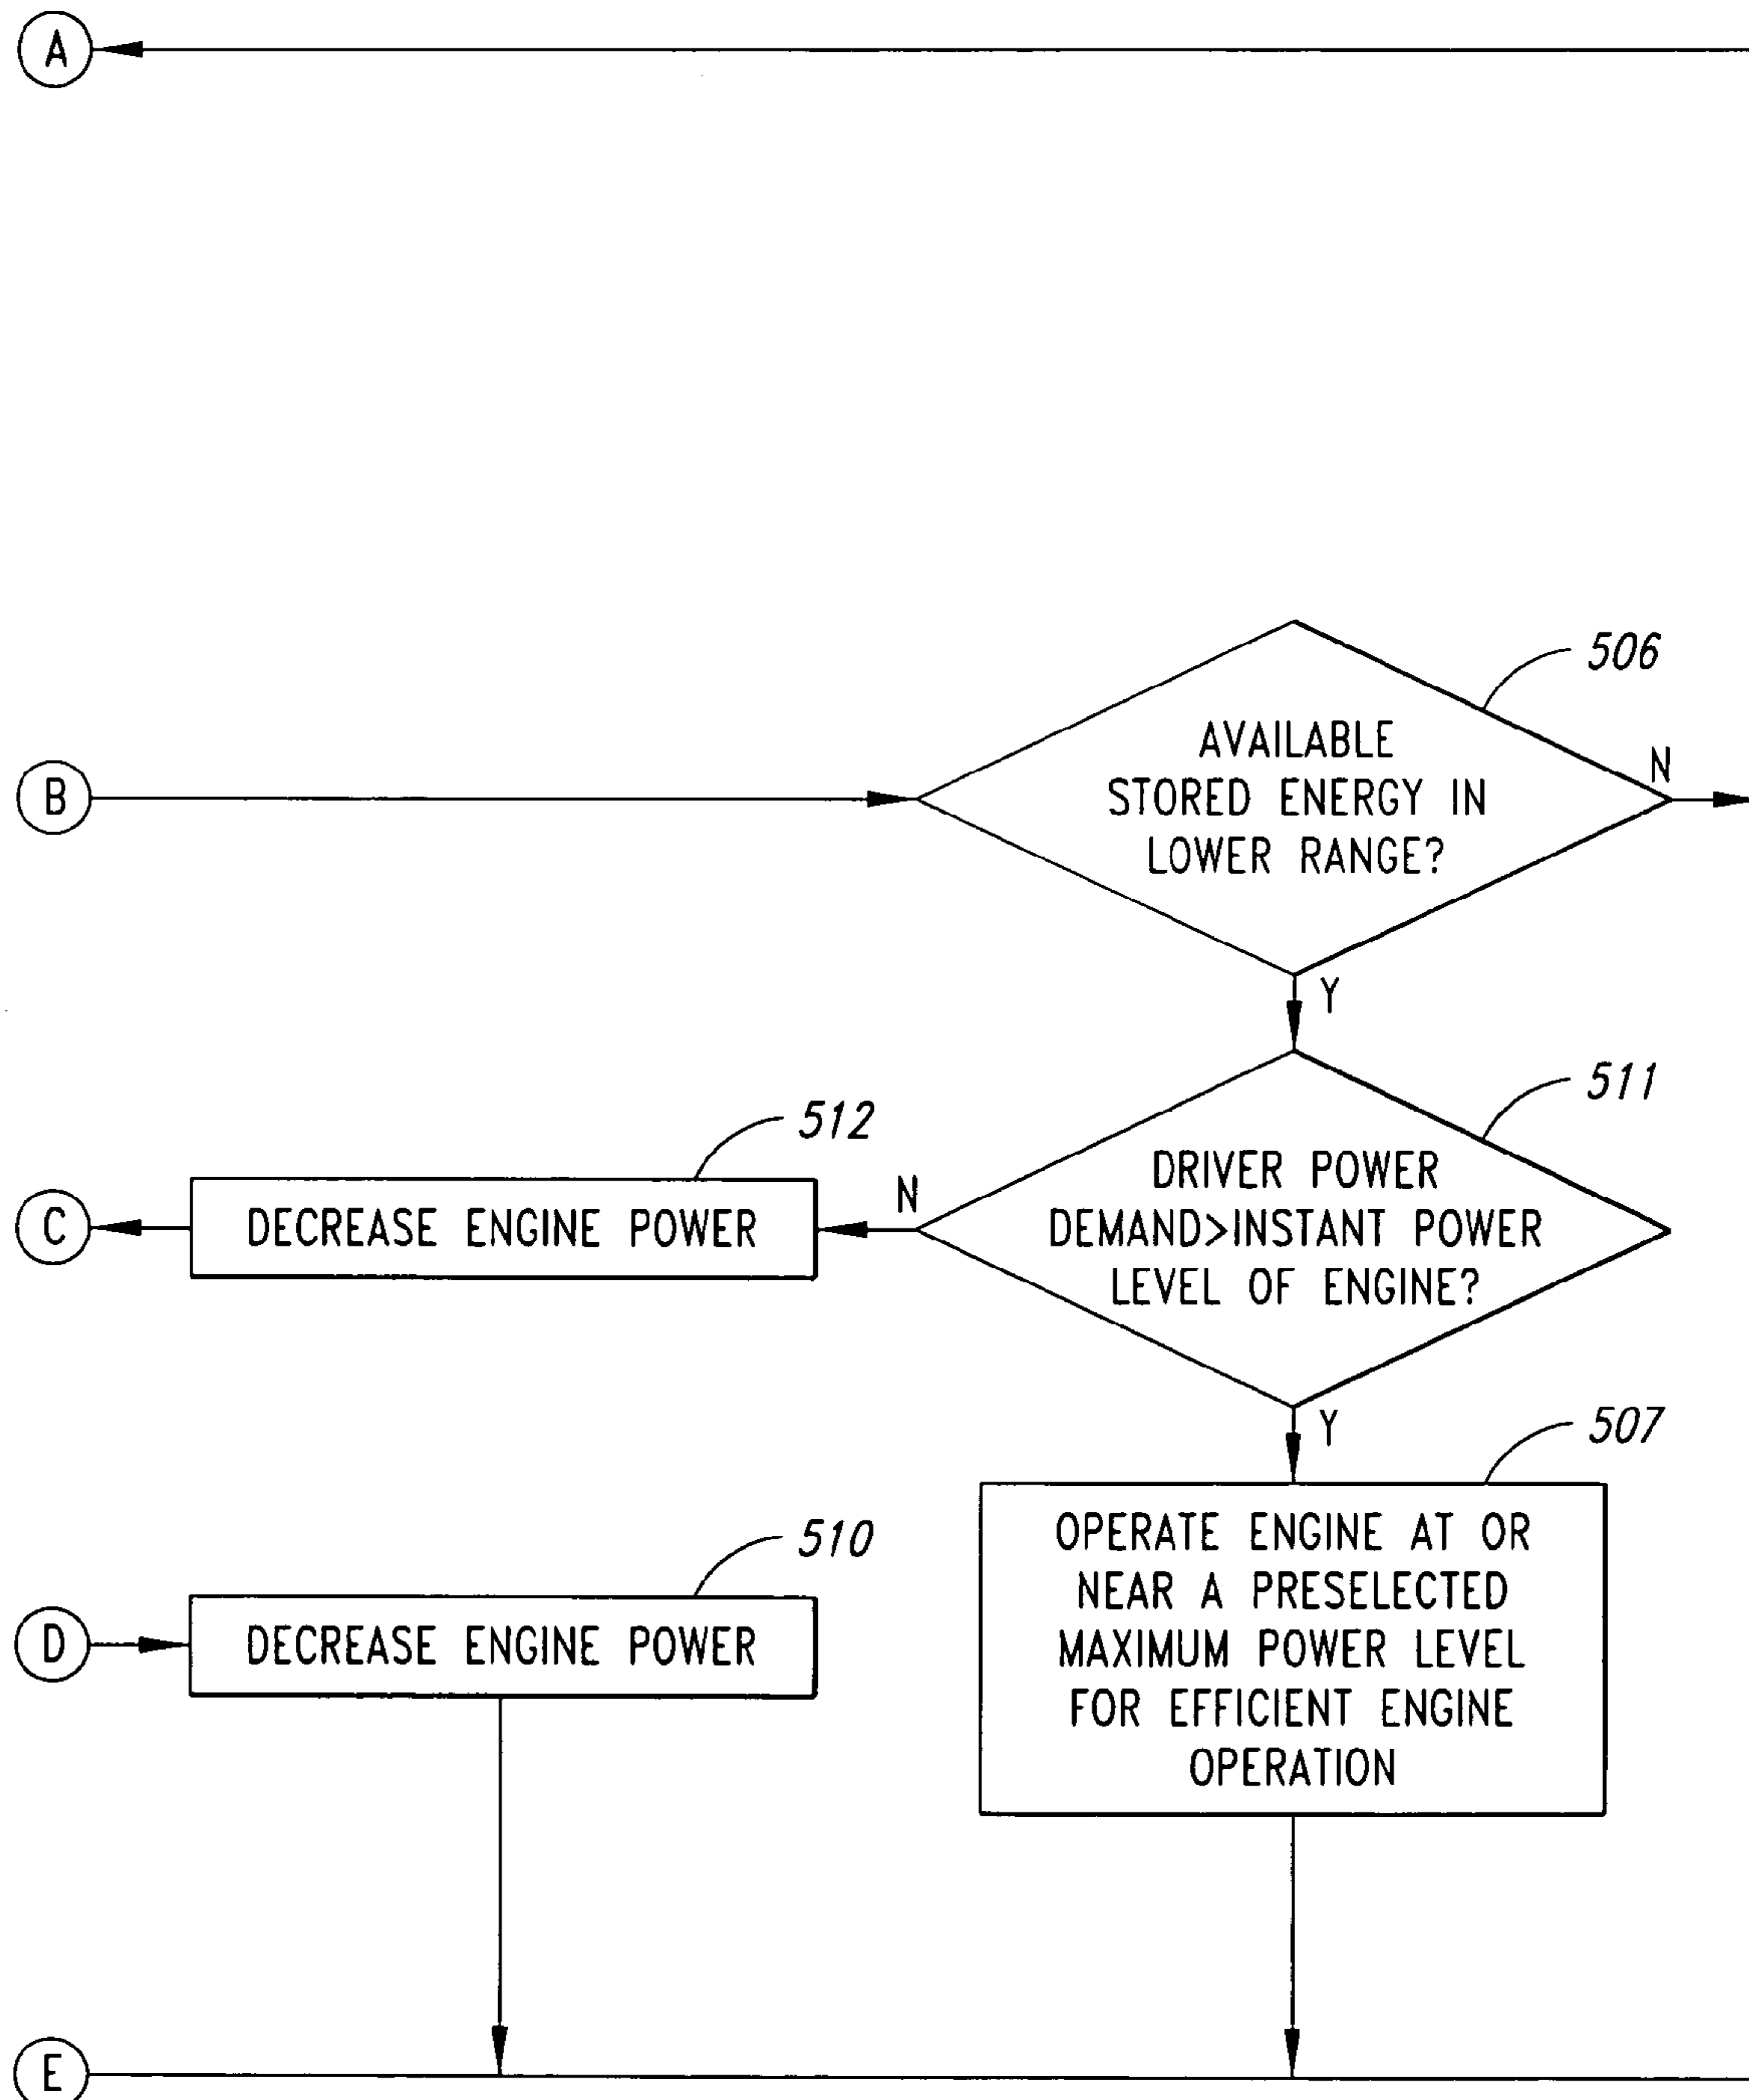 A
506
AVAILABLE
STORED ENERGY IN
LOWER RANGE?
N
B
Y
511
512
DRIVER POWER
DEMAND>INSTANT POWER
LEVEL OF ENGINE?
N
DECREASE ENGINE POWER
C
Y
507
510
OPERATE ENGINE AT OR
NEAR A PRESELECTED
MAXIMUM POWER LEVEL
FOR EFFICIENT ENGINE
OPERATION
D
DECREASE ENGINE POWER
E